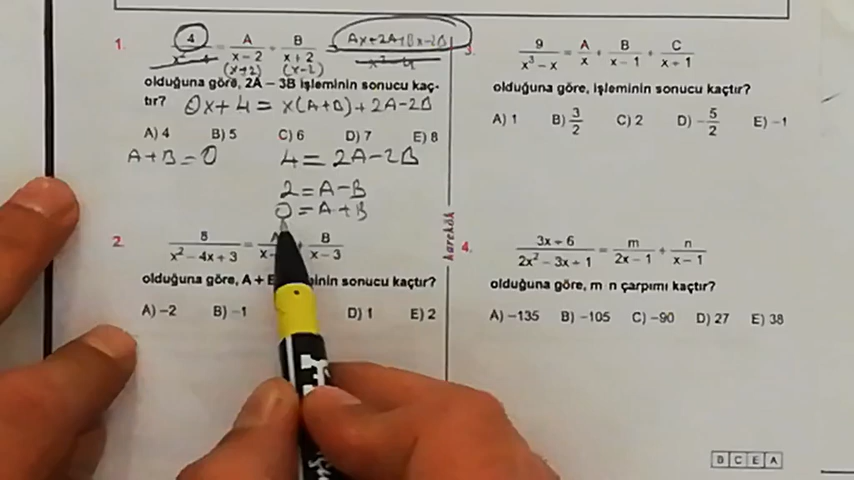 1. 4 / x² - 4 = A / x - 2 + B / x + 2 = Ax+2A+Bx-2B / x²-4
(x+2) (x-2)
olduğuna göre, 2A – 3B işleminin sonucu kaç-
tır? 0x+4 = x(A+B)+2A-2B
A) 4 B) 5 C) 6 D) 7 E) 8
A+B=0 4 = 2A-2B
2 = A-B
0 = A+B
2. 8 / x² – 4x + 3 = B / x – 3
olduğuna göre, A + sonucu kaçtır?
A) –2 B) –1 D) 1 E) 2
3. 9 / x³ – x = A / x + B / x – 1 + C / x + 1
olduğuna göre, işleminin sonucu kaçtır?
A) 1 B) 3/2 C) 2 D) –5/2 E) –1
karekök
4. 3x + 6 / 2x² – 3x + 1 = m / 2x – 1 + n / x – 1
olduğuna göre, m n çarpımı kaçtır?
A) –135 B) –105 C) –90 D) 27 E) 38
B C E A